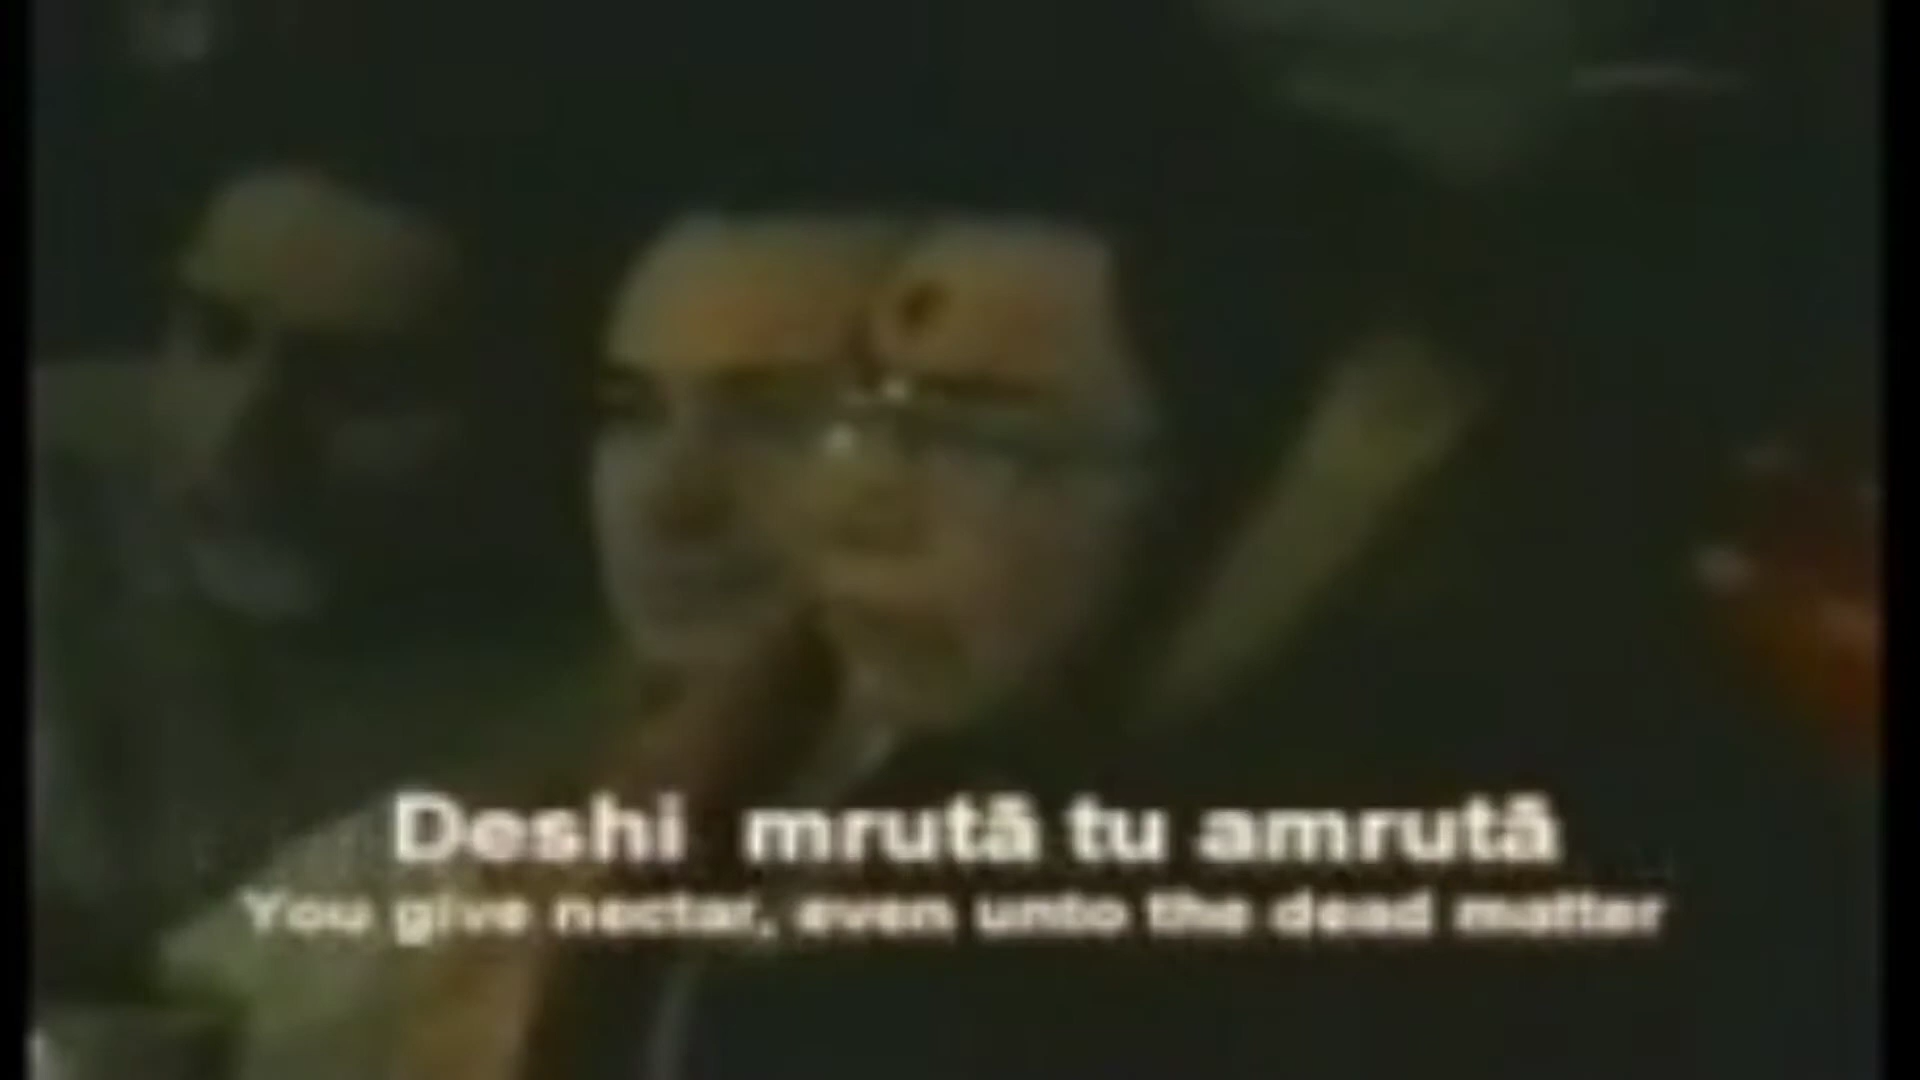 Deshi mrutā tu amrutā
You give nectar, even unto the dead matter